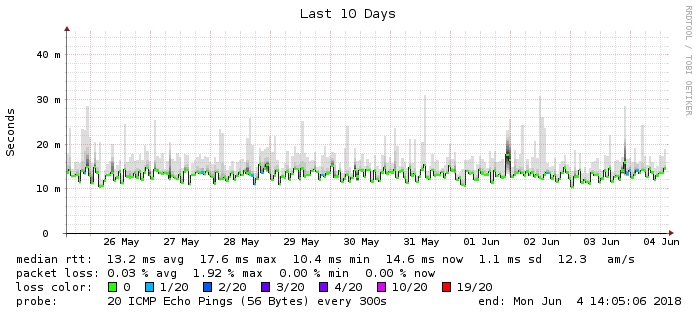 Last 10 Days
RRDTOOL / TOBI OETIKER
Seconds
40 m
30 m
20 m
10 m
0
26 May 27 May 28 May 29 May 30 May 31 May 01 Jun 02 Jun 03 Jun 04 Jun
median rtt: 13.2 ms avg 17.6 ms max 10.4 ms min 14.6 ms now 1.1 ms sd 12.3 am/s
packet loss: 0.03 % avg 1.92 % max 0.00 % min 0.00 % now
loss color: 0 1/20 2/20 3/20 4/20 10/20 19/20
probe: 20 ICMP Echo Pings (56 Bytes) every 300s end: Mon Jun 4 14:05:06 2018